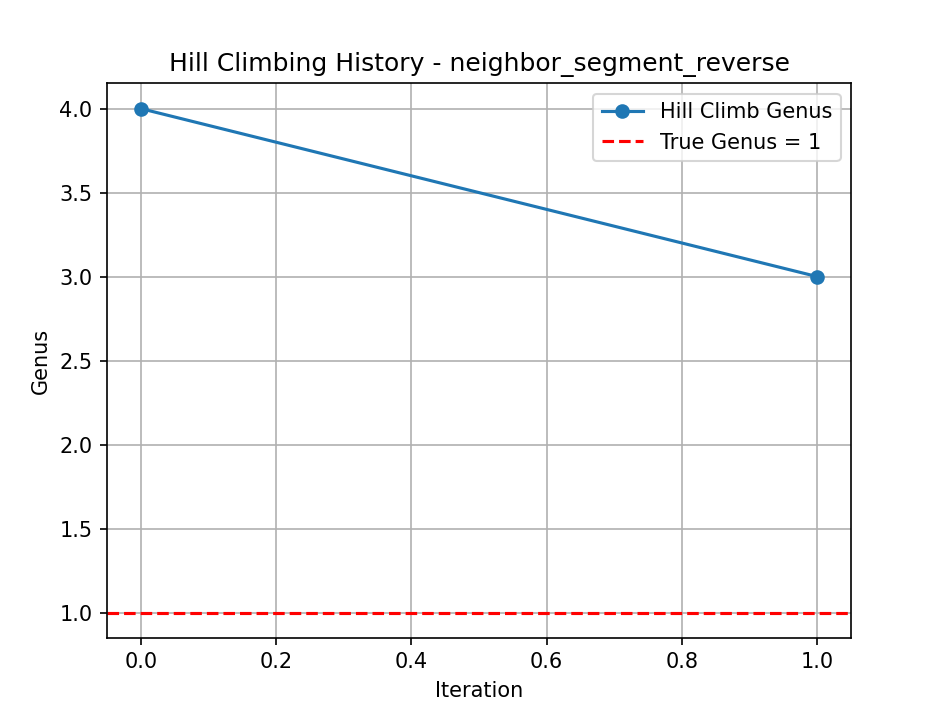 Hill Climbing History - neighbor_segment_reverse
Hill Climb Genus
True Genus = 1
4.0
3.5
3.0
2.5
2.0
1.5
1.0
Genus
0.0 0.2 0.4 0.6 0.8 1.0
Iteration